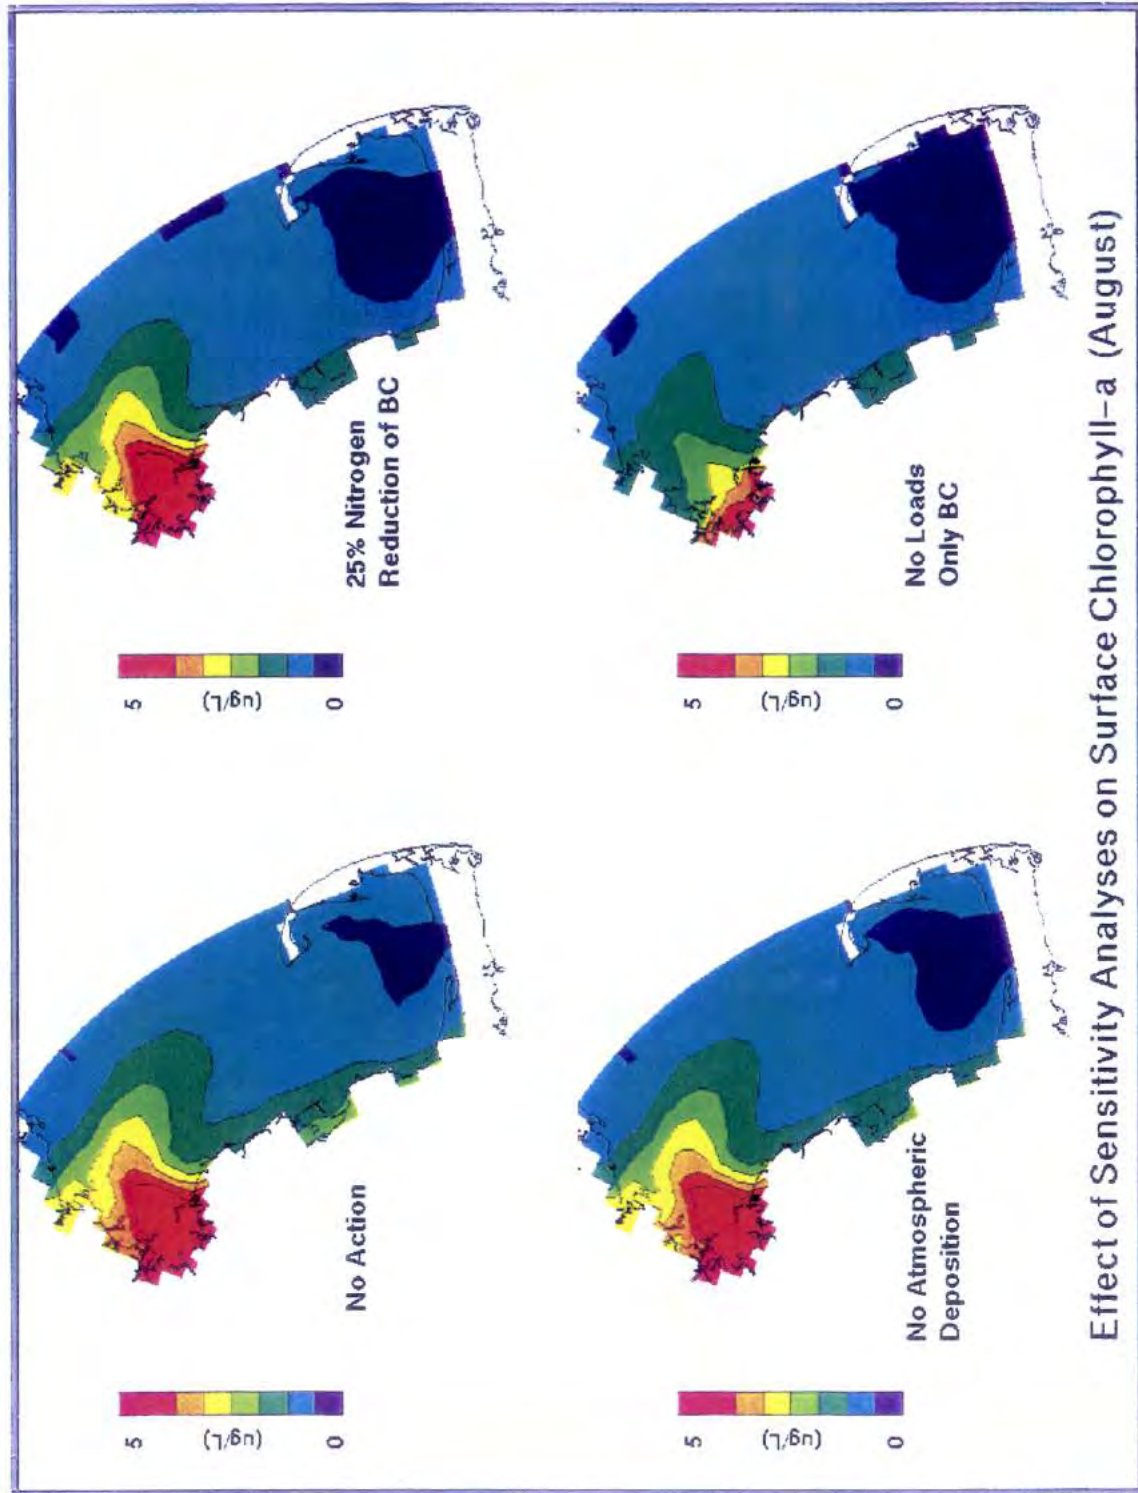 5
(ug/L)
0
No Action
5
(ug/L)
0
25% Nitrogen
Reduction of BC
5
(ug/L)
0
No Atmospheric
Deposition
5
(ug/L)
0
No Loads
Only BC
Effect of Sensitivity Analyses on Surface Chlorophyll-a (August)